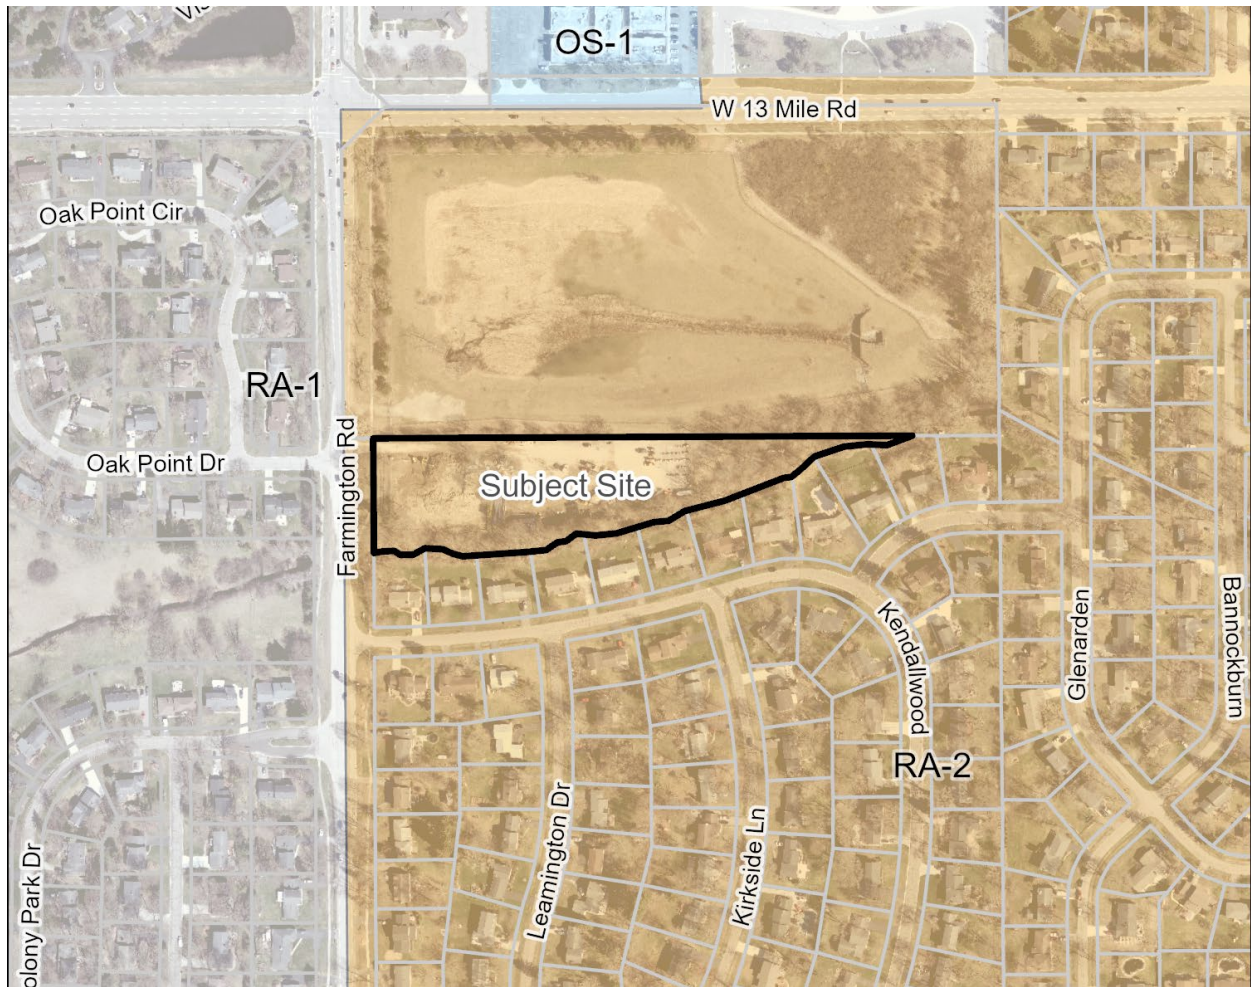 OS-1
W 13 Mile Rd
Oak Point Cir
RA-1
Farmington Rd
Oak Point Dr
Subject Site
Kendallwood
Glenarden
Bannockburn
RA-2
Leamington Dr
Kirkside Ln
olony Park Dr